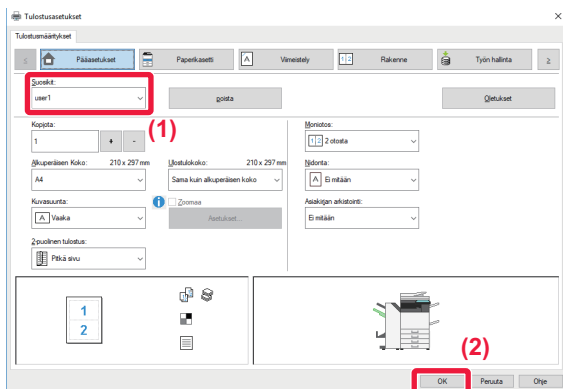 Tulostusasetukset
Tulostusmääritykset
Pääasetukset Paperikasetti Viimeistely Rakenne Työn hallinta
Suosikit:
user1 poista Oletukset
(1)
Kopioita: Moniotos:
1 + - 2 otosta
Alkuperäisen Koko: 210 x 297 mm Ulostulokoko: 210 x 297 mm Nidonta:
A4 Sama kuin alkuperäisen koko Ei mitään
Kuvasuunta: Zoomaa Asiakirjan arkistointi:
Vaaka Asetukset... Ei mitään
2-puolinen tulostus:
Pitkä sivu
1
2
(2)
OK Peruuta Ohje